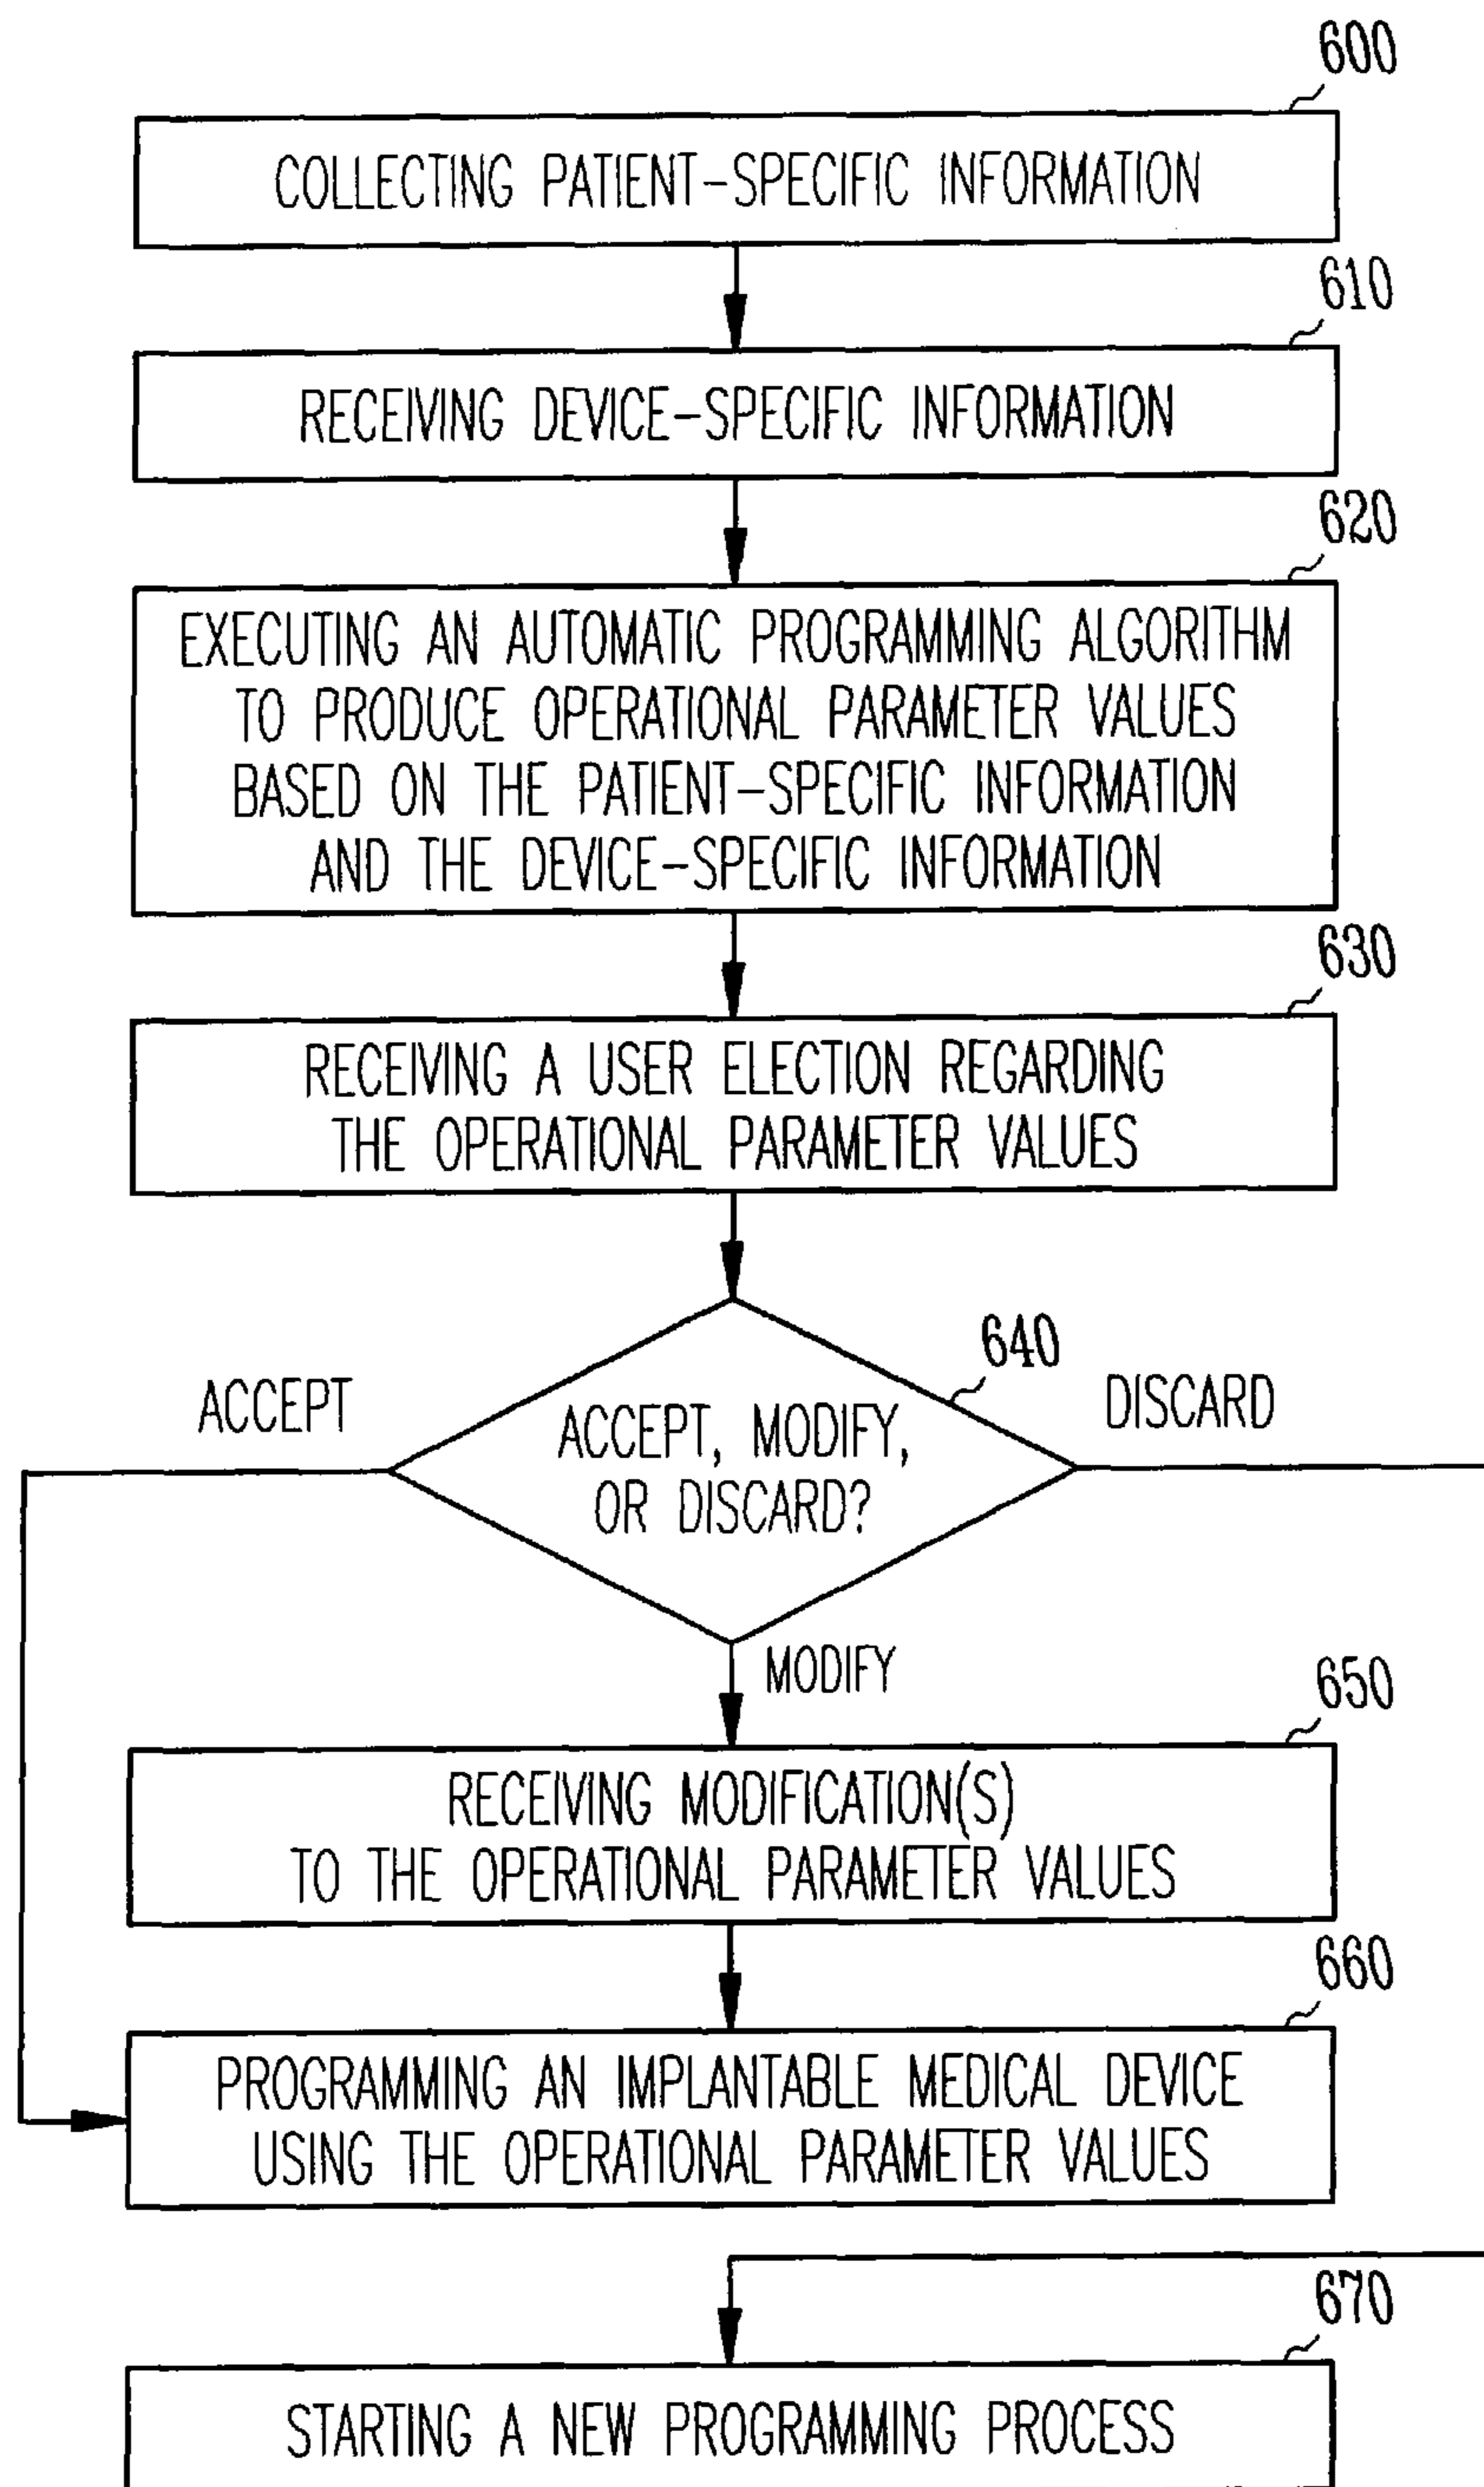 600
COLLECTING PATIENT-SPECIFIC INFORMATION
610
RECEIVING DEVICE-SPECIFIC INFORMATION
620
EXECUTING AN AUTOMATIC PROGRAMMING ALGORITHM
TO PRODUCE OPERATIONAL PARAMETER VALUES
BASED ON THE PATIENT-SPECIFIC INFORMATION
AND THE DEVICE-SPECIFIC INFORMATION
630
RECEIVING A USER ELECTION REGARDING
THE OPERATIONAL PARAMETER VALUES
640
ACCEPT
ACCEPT, MODIFY,
OR DISCARD?
DISCARD
MODIFY
650
RECEIVING MODIFICATION(S)
TO THE OPERATIONAL PARAMETER VALUES
660
PROGRAMMING AN IMPLANTABLE MEDICAL DEVICE
USING THE OPERATIONAL PARAMETER VALUES
670
STARTING A NEW PROGRAMMING PROCESS